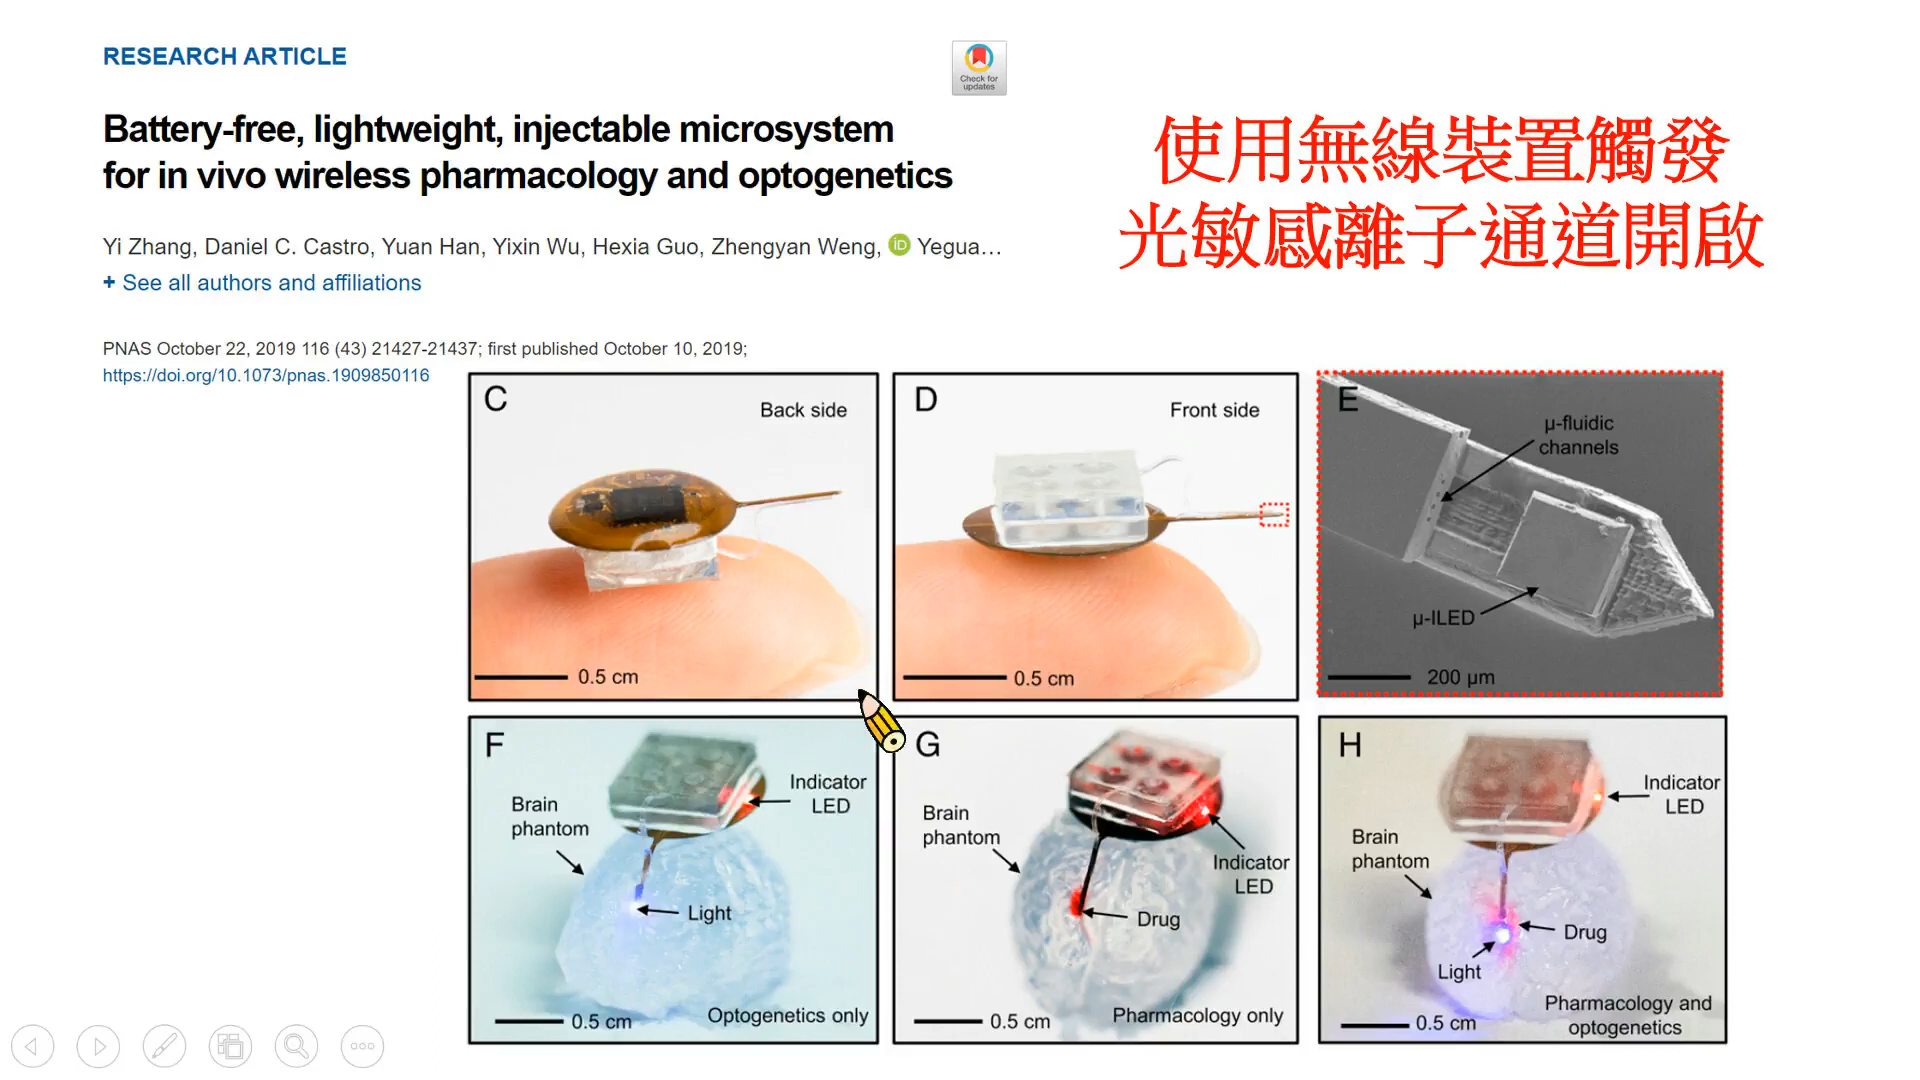 RESEARCH ARTICLE
Check for
updates
Battery-free, lightweight, injectable microsystem
for in vivo wireless pharmacology and optogenetics
使用無線裝置觸發
光敏感離子通道開啟
Yi Zhang, Daniel C. Castro, Yuan Han, Yixin Wu, Hexia Guo, Zhengyan Weng, iD Yegua…
+ See all authors and affiliations
PNAS October 22, 2019 116 (43) 21427-21437; first published October 10, 2019;
https://doi.org/10.1073/pnas.1909850116
C
Back side
0.5 cm
D
Front side
0.5 cm
E
µ-fluidic
channels
µ-ILED
200 µm
F
Indicator
LED
Brain
phantom
Light
Optogenetics only
0.5 cm
G
Brain
phantom
Indicator
LED
Drug
Pharmacology only
0.5 cm
H
Indicator
LED
Brain
phantom
Drug
Light
Pharmacology and
optogenetics
0.5 cm